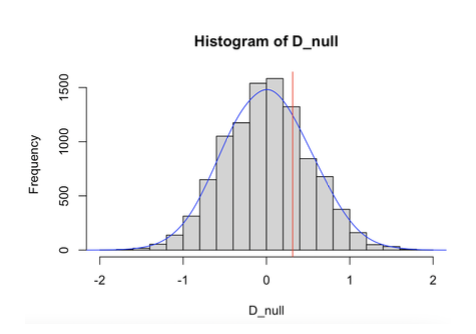 Histogram of D_null
Frequency
1500
1000
500
0
-2 -1 0 1 2
D_null